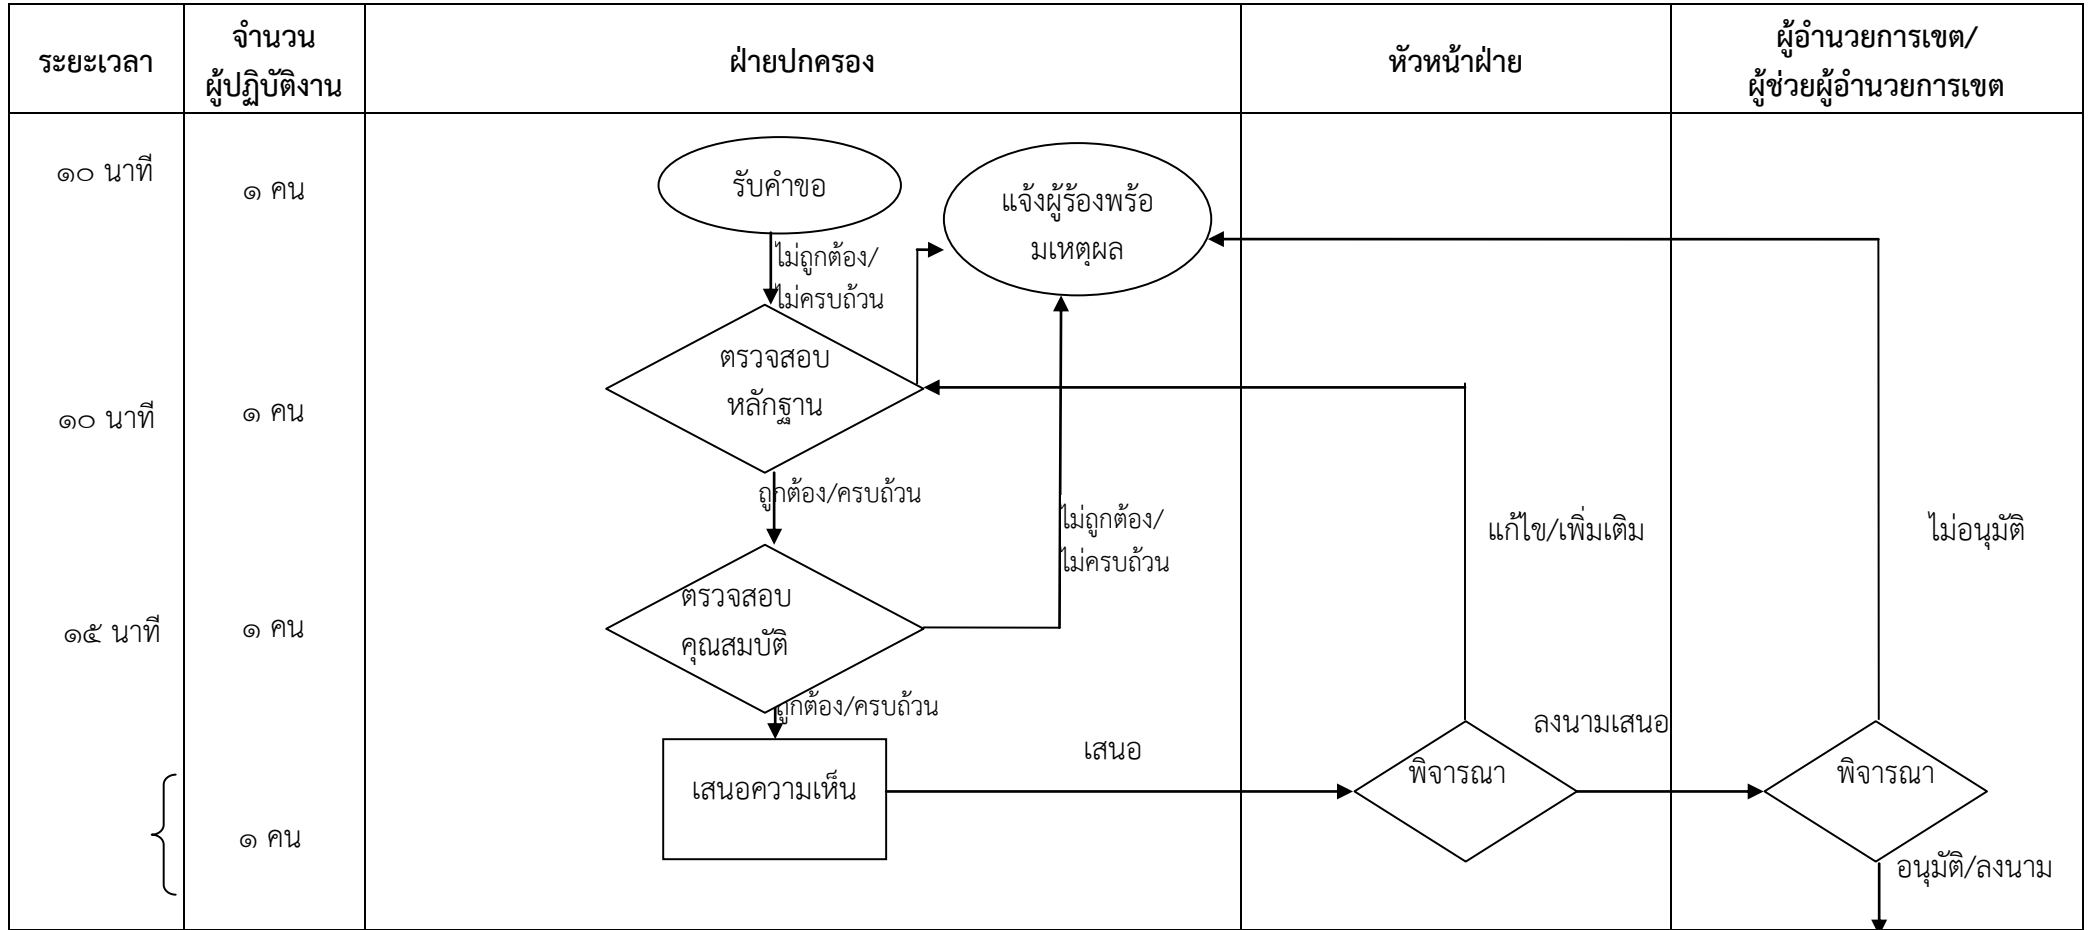 ระยะเวลา
จำนวน
ผู้ปฏิบัติงาน
ฝ่ายปกครอง
หัวหน้าฝ่าย
ผู้อำนวยการเขต/
ผู้ช่วยผู้อำนวยการเขต
๑๐ นาที
๑ คน
รับคำขอ
แจ้งผู้ร้องพร้อ
มเหตุผล
ไม่ถูกต้อง/
ไม่ครบถ้วน
ตรวจสอบ
หลักฐาน
๑๐ นาที
๑ คน
ถูกต้อง/ครบถ้วน
ไม่ถูกต้อง/
ไม่ครบถ้วน
แก้ไข/เพิ่มเติม
ไม่อนุมัติ
ตรวจสอบ
คุณสมบัติ
๑๕ นาที
๑ คน
ถูกต้อง/ครบถ้วน
เสนอ
ลงนามเสนอ
เสนอความเห็น
พิจารณา
พิจารณา
๑ คน
อนุมัติ/ลงนาม